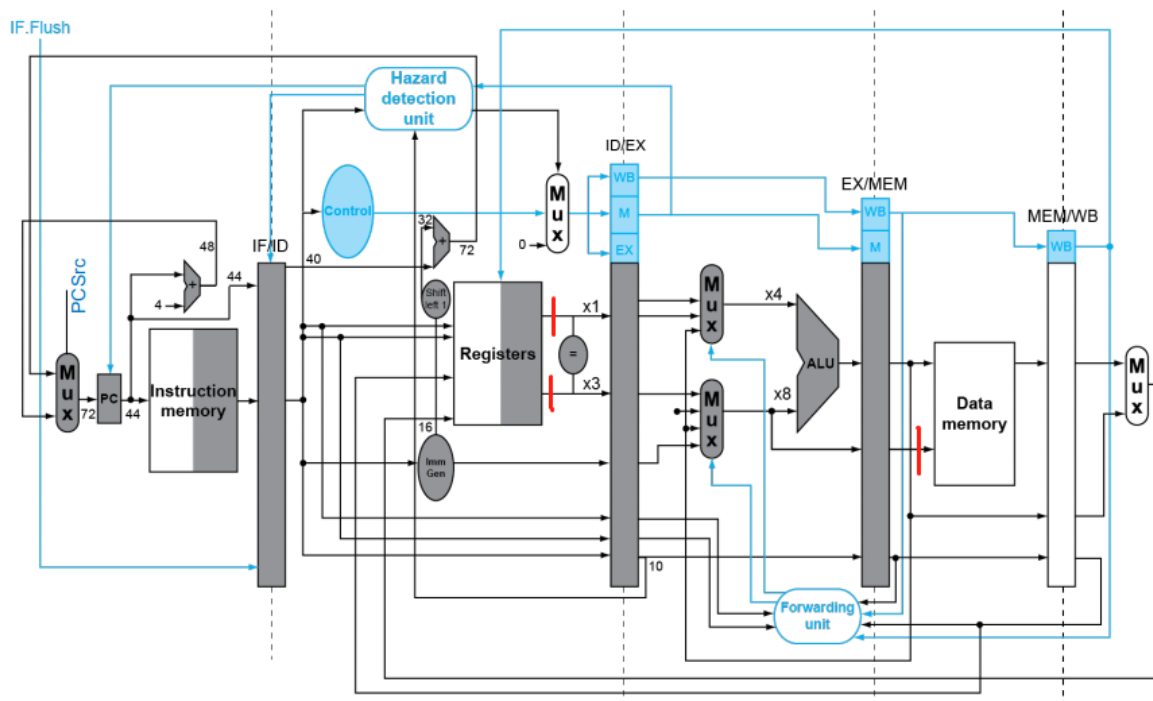 IF.Flush
Hazard
detection
unit
ID/EX
WB
M
EX
EX/MEM
WB
M
MEM/WB
WB
Control
Mux
0
32
+
72
48
IF/ID
40
44
4
+
PCSrc
Shift
left 1
Mux
72
PC
44
Instruction
memory
Registers
x1
=
x3
16
Imm
Gen
Mux
x4
ALU
Mux
x8
Data
memory
Mux
10
Forwarding
unit